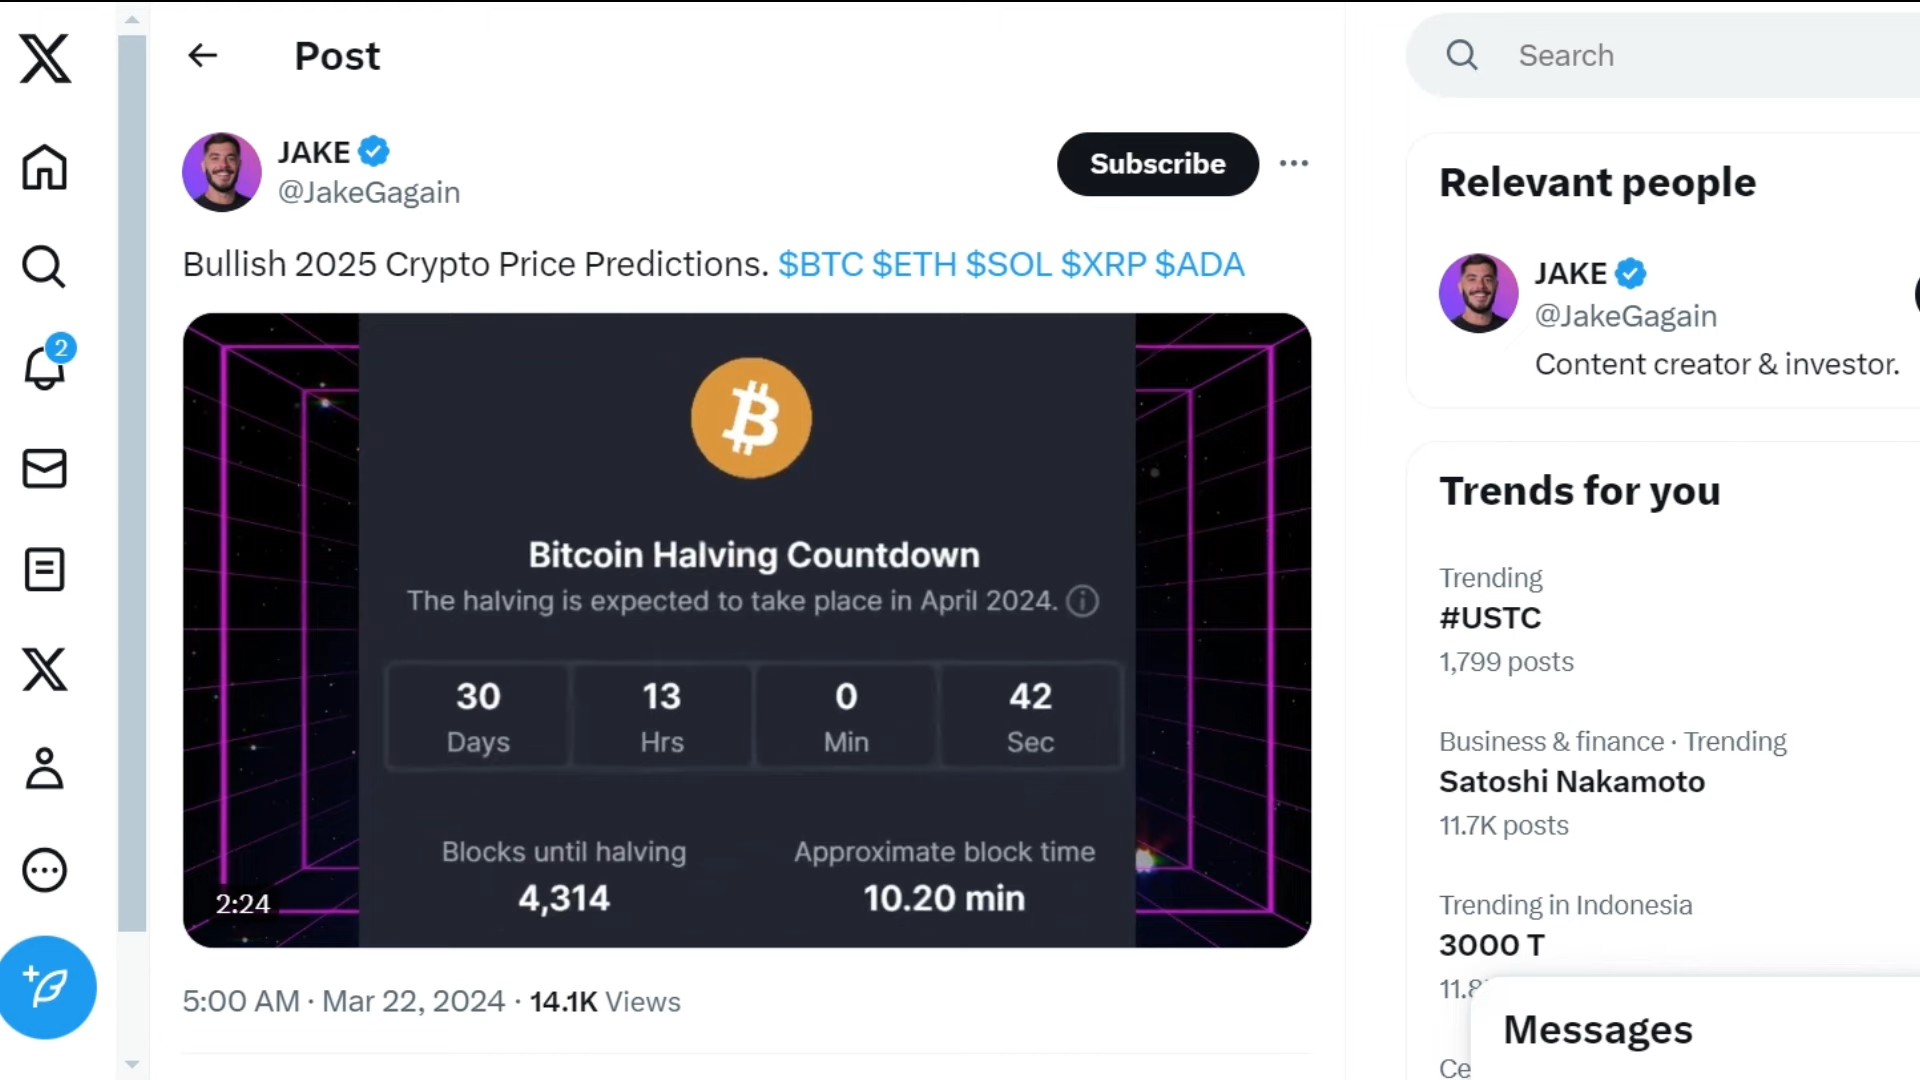 Post
Search
JAKE
@JakeGagain
Subscribe
Bullish 2025 Crypto Price Predictions. $BTC $ETH $SOL $XRP $ADA
2
Bitcoin Halving Countdown
The halving is expected to take place in April 2024.
30 13 0 42
Days Hrs Min Sec
Blocks until halving Approximate block time
4,314 10.20 min
2:24
5:00 AM · Mar 22, 2024 · 14.1K Views
Relevant people
JAKE
@JakeGagain
Content creator & investor.
Trends for you
Trending
#USTC
1,799 posts
Business & finance · Trending
Satoshi Nakamoto
11.7K posts
Trending in Indonesia
3000 T
Messages